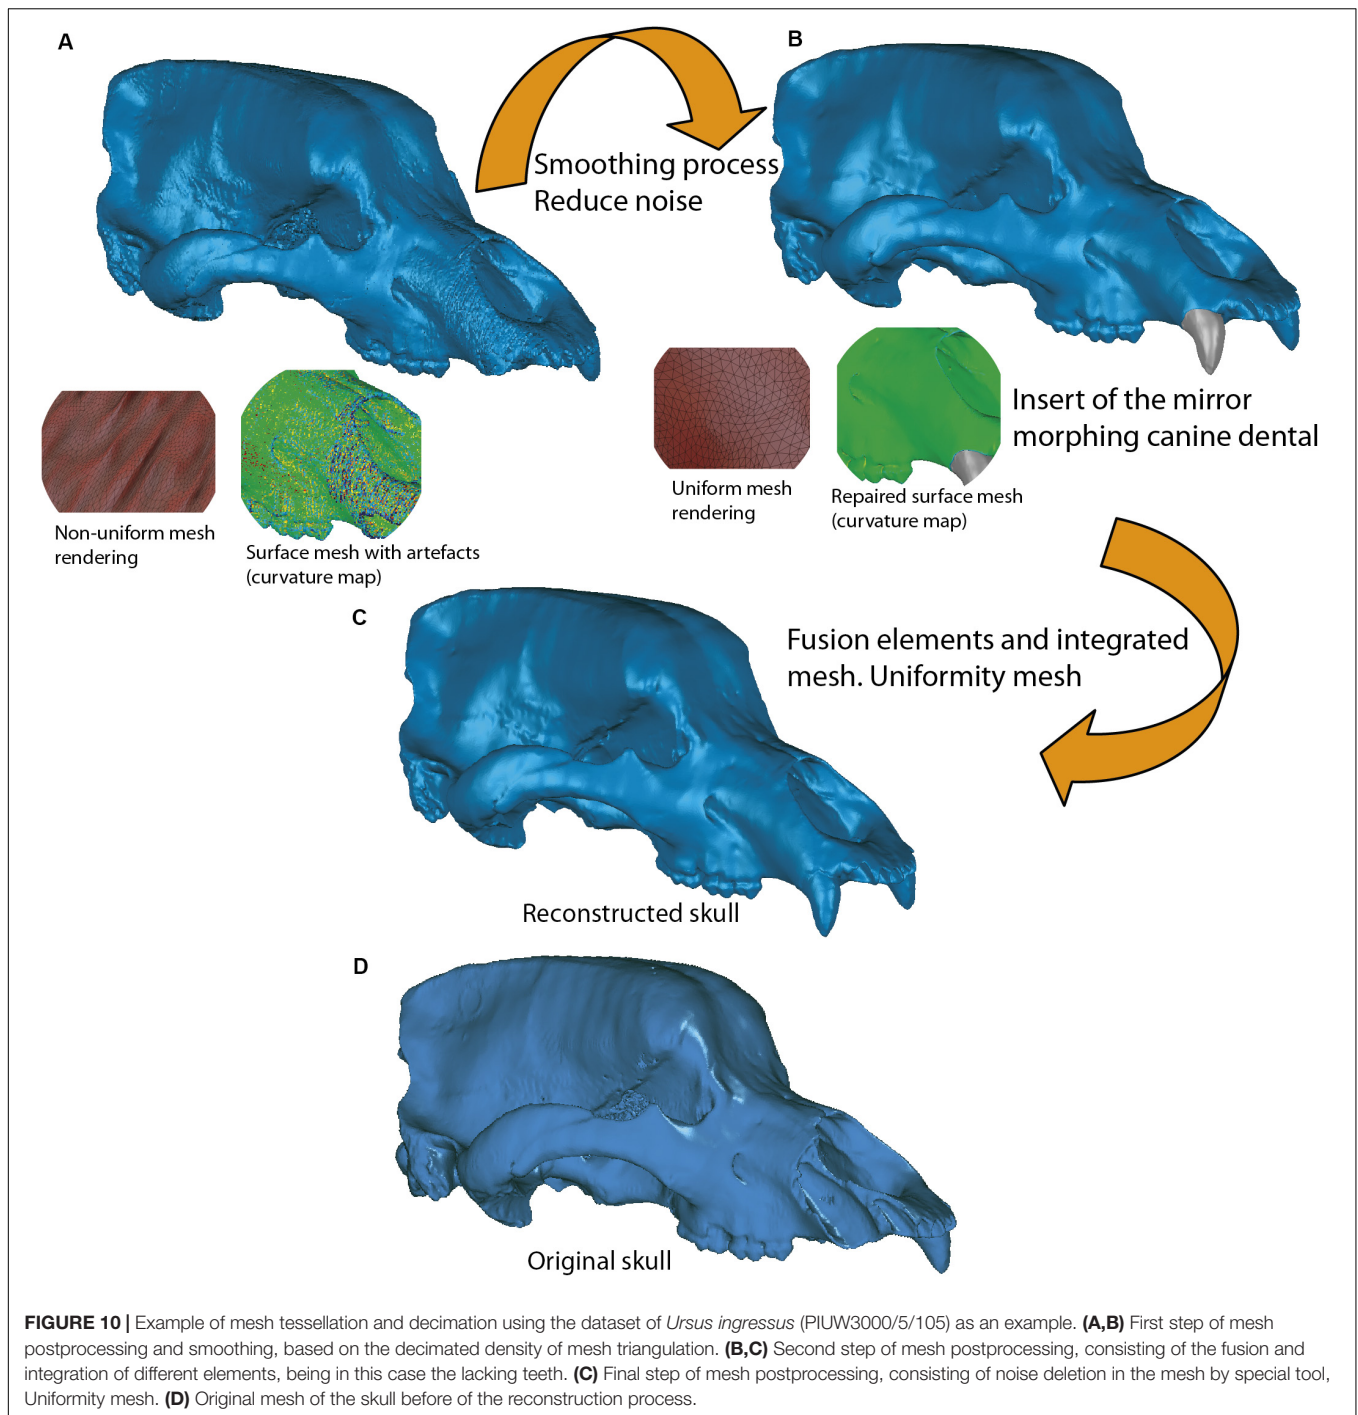 A
B
Smoothing process
Reduce noise
Insert of the mirror
morphing canine dental
Non-uniform mesh
rendering
Surface mesh with artefacts
(curvature map)
Uniform mesh
rendering
Repaired surface mesh
(curvature map)
C
Fusion elements and integrated
mesh. Uniformity mesh
Reconstructed skull
D
Original skull
FIGURE 10 | Example of mesh tessellation and decimation using the dataset of Ursus ingressus (PIUW3000/5/105) as an example. (A,B) First step of mesh
postprocessing and smoothing, based on the decimated density of mesh triangulation. (B,C) Second step of mesh postprocessing, consisting of the fusion and
integration of different elements, being in this case the lacking teeth. (C) Final step of mesh postprocessing, consisting of noise deletion in the mesh by special tool,
Uniformity mesh. (D) Original mesh of the skull before of the reconstruction process.